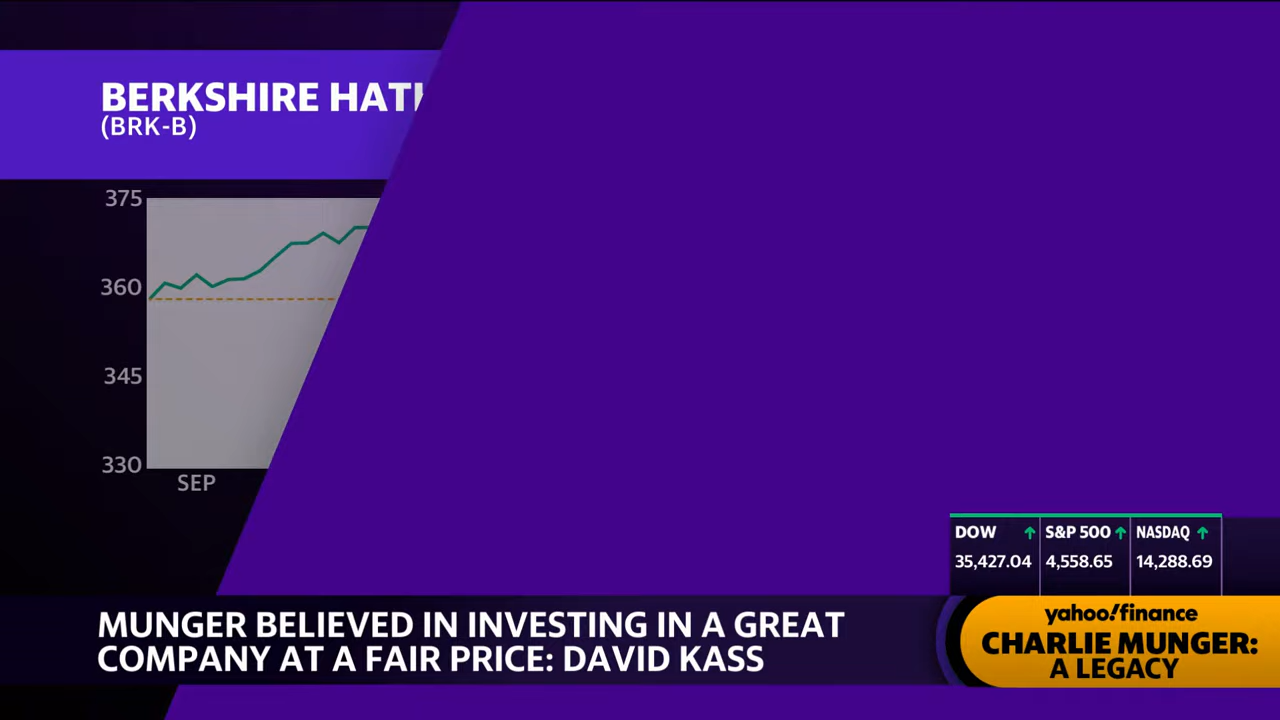 BERKSHIRE
(BRK-B)
375
360
345
330
SEP
DOW
S&P 500
NASDAQ
35,427.04
4,558.65
14,288.69
MUNGER BELIEVED IN INVESTING IN A GREAT
COMPANY AT A FAIR PRICE: DAVID KASS
yahoo!finance
CHARLIE MUNGER:
A LEGACY